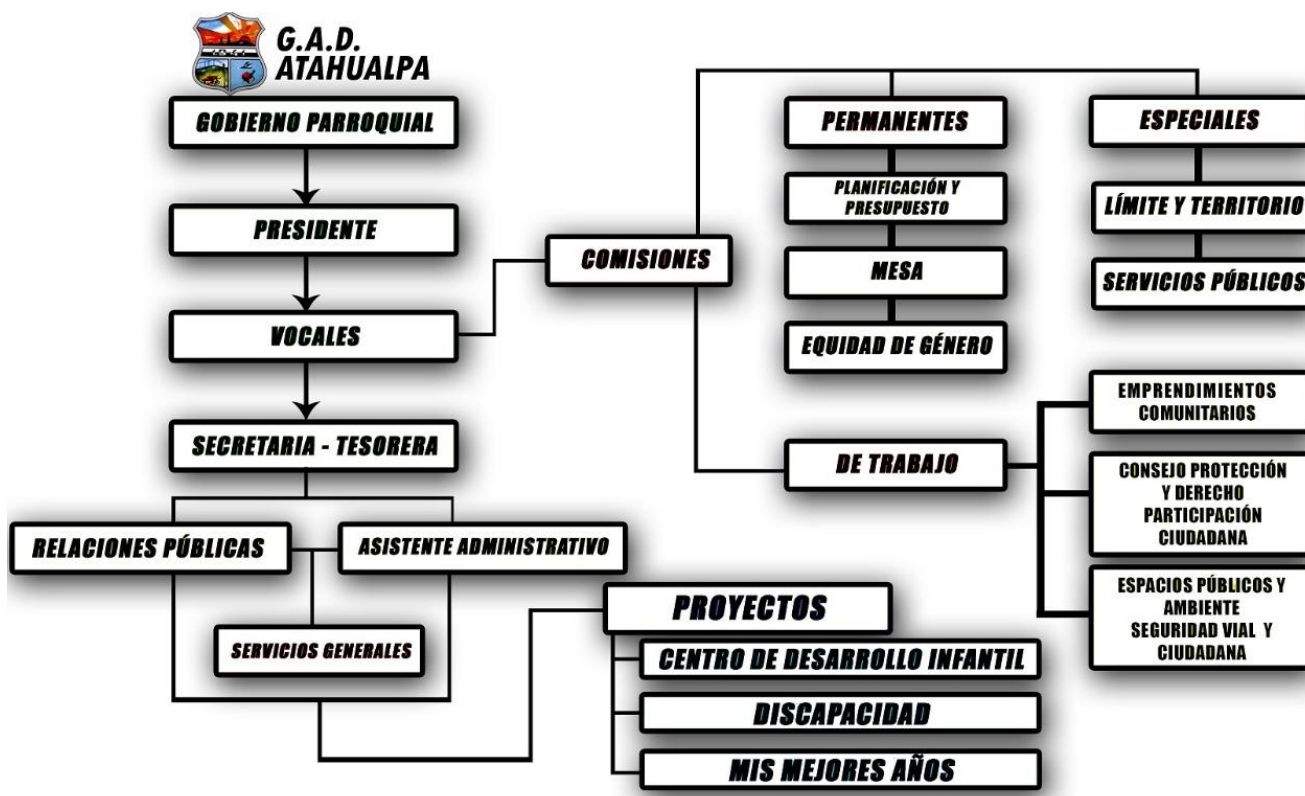 G.A.D.
ATAHUALPA
GOBIERNO PARROQUIAL
PRESIDENTE
VOCALES
SECRETARIA - TESORERA
RELACIONES PÚBLICAS
ASISTENTE ADMINISTRATIVO
SERVICIOS GENERALES
COMISIONES
PERMANENTES
PLANIFICACIÓN Y
PRESUPUESTO
MESA
EQUIDAD DE GÉNERO
ESPECIALES
LÍMITE Y TERRITORIO
SERVICIOS PÚBLICOS
DE TRABAJO
EMPRENDIMIENTOS
COMUNITARIOS
CONSEJO PROTECCIÓN
Y DERECHO
PARTICIPACIÓN
CIUDADANA
ESPACIOS PÚBLICOS Y
AMBIENTE
SEGURIDAD VIAL Y
CIUDADANA
PROYECTOS
CENTRO DE DESARROLLO INFANTIL
DISCAPACIDAD
MIS MEJORES AÑOS